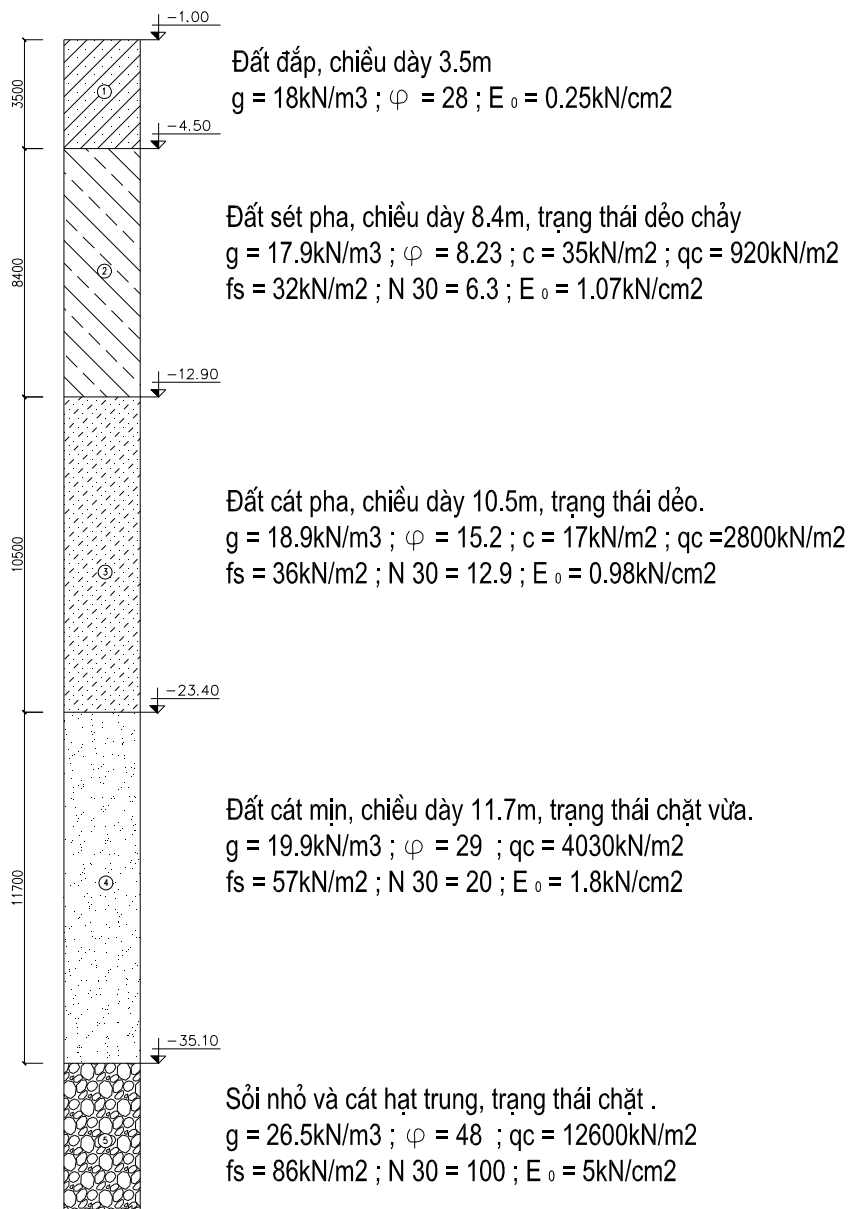 −1.00
Đất đắp, chiều dày 3.5m
g = 18kN/m3 ; φ = 28 ; E ₀ = 0.25kN/cm2
3500
①
−4.50
Đất sét pha, chiều dày 8.4m, trạng thái dẻo chảy
g = 17.9kN/m3 ; φ = 8.23 ; c = 35kN/m2 ; qc = 920kN/m2
fs = 32kN/m2 ; N 30 = 6.3 ; E ₀ = 1.07kN/cm2
8400
②
−12.90
Đất cát pha, chiều dày 10.5m, trạng thái dẻo.
g = 18.9kN/m3 ; φ = 15.2 ; c = 17kN/m2 ; qc =2800kN/m2
fs = 36kN/m2 ; N 30 = 12.9 ; E ₀ = 0.98kN/cm2
10500
③
−23.40
Đất cát mịn, chiều dày 11.7m, trạng thái chặt vừa.
g = 19.9kN/m3 ; φ = 29 ; qc = 4030kN/m2
fs = 57kN/m2 ; N 30 = 20 ; E ₀ = 1.8kN/cm2
11700
④
−35.10
Sỏi nhỏ và cát hạt trung, trạng thái chặt .
g = 26.5kN/m3 ; φ = 48 ; qc = 12600kN/m2
fs = 86kN/m2 ; N 30 = 100 ; E ₀ = 5kN/cm2
⑤